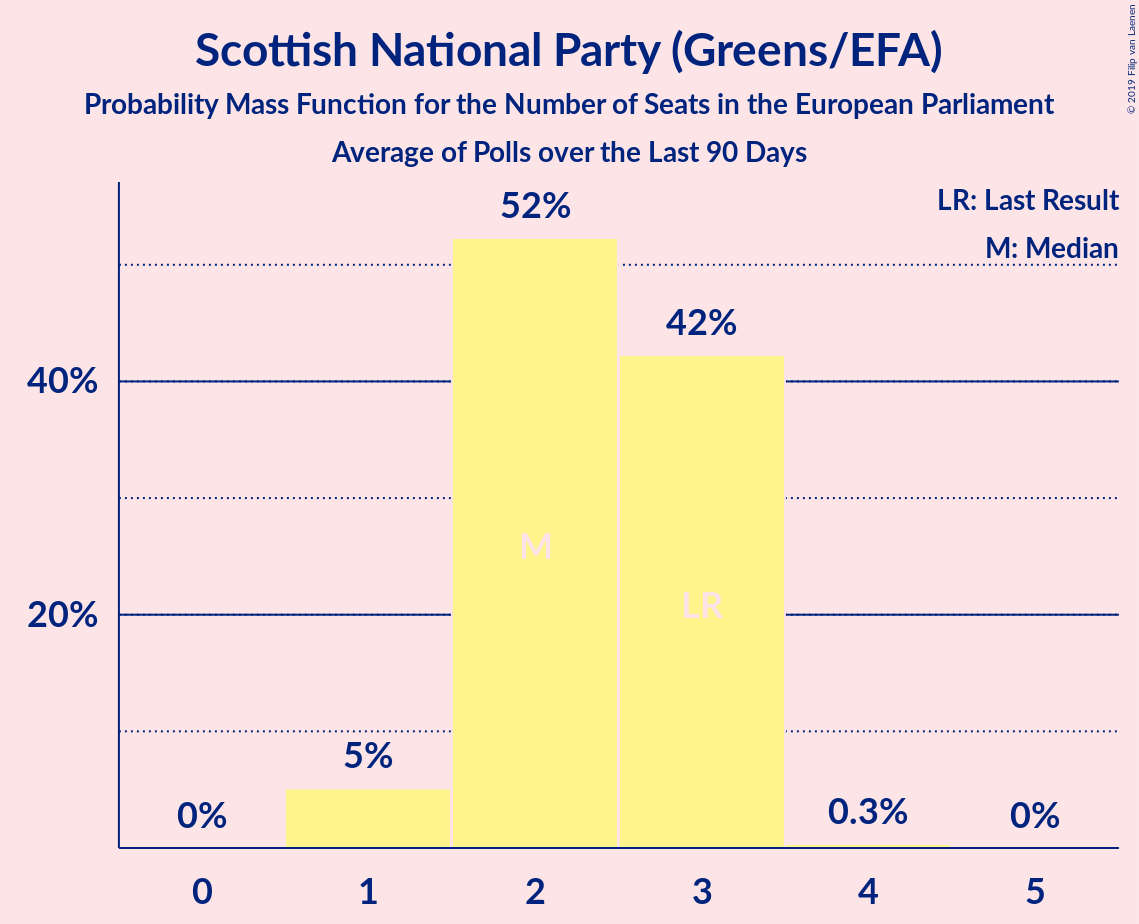 Scottish National Party (Greens/EFA)
Probability Mass Function for the Number of Seats in the European Parliament
Average of Polls over the Last 90 Days
© 2019 Filip van Laenen
LR: Last Result
M: Median
52%
42%
40%
M
LR
20%
5%
0%
0.3%
0%
0 1 2 3 4 5